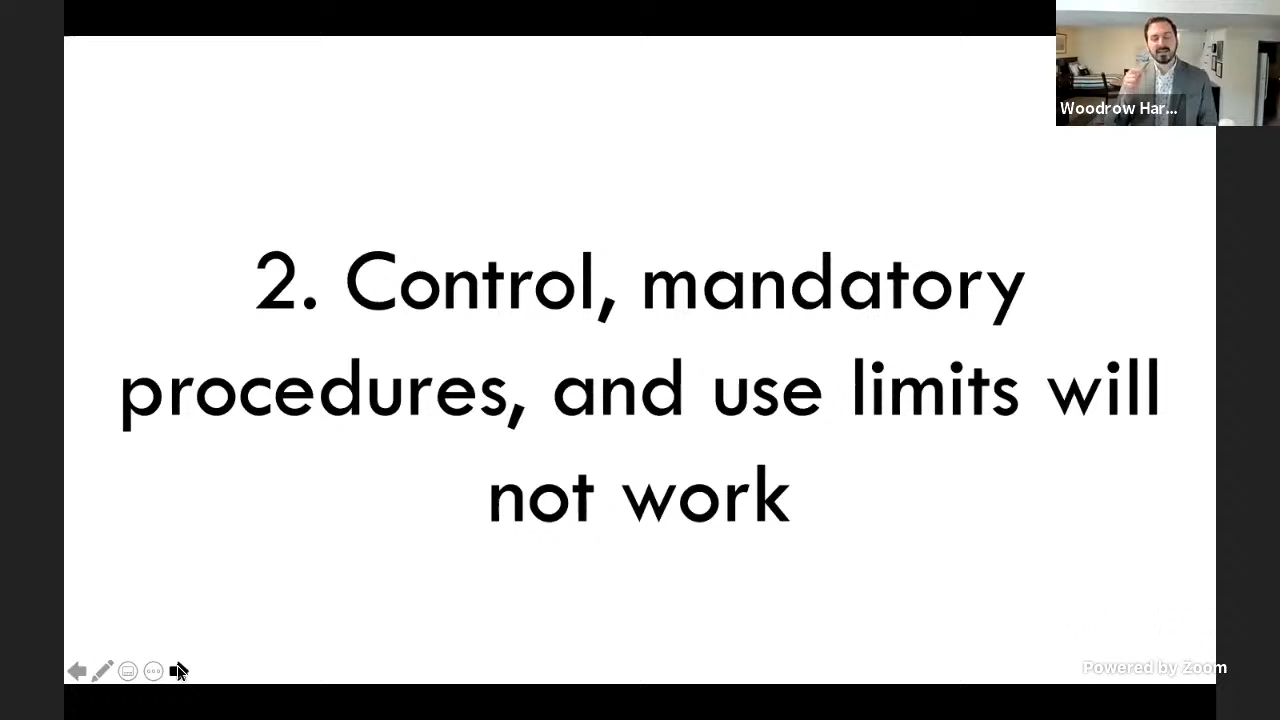 Woodrow Har...
2. Control, mandatory
procedures, and use limits will
not work
Powered by Zoom